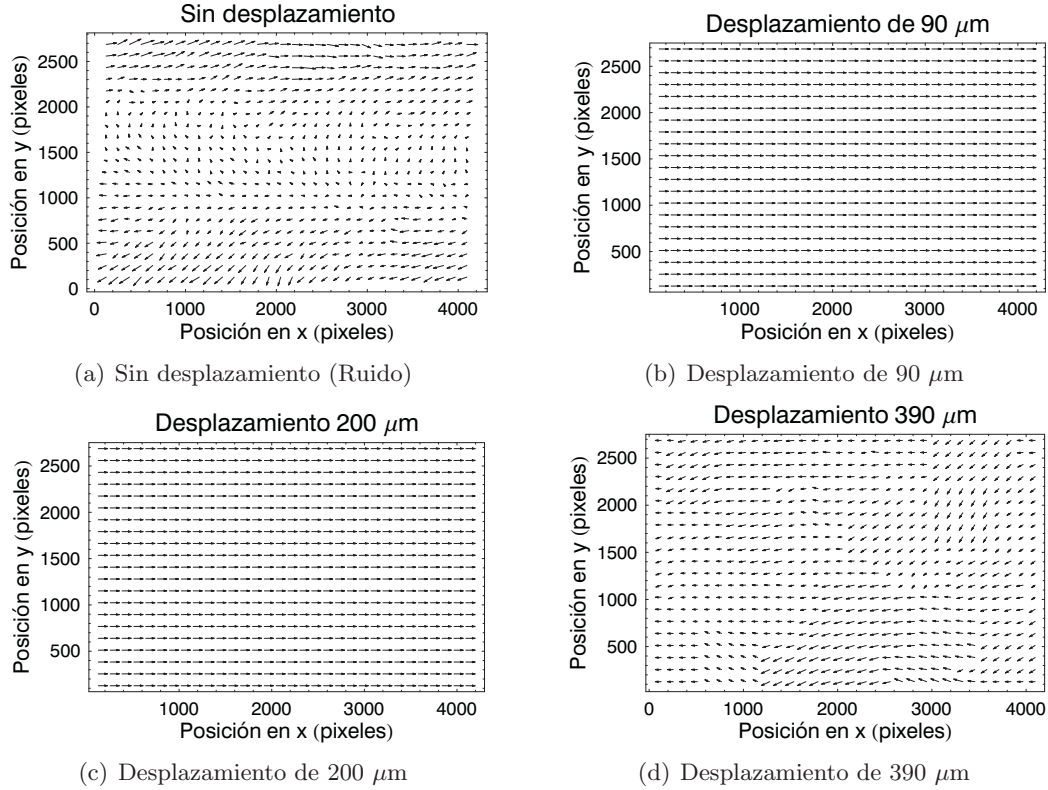 Sin desplazamiento
Posición en y (pixeles)
2500
2000
1500
1000
500
0
0 1000 2000 3000 4000
Posición en x (pixeles)
(a) Sin desplazamiento (Ruido)
Desplazamiento de 90 μm
Posición en y (pixeles)
2500
2000
1500
1000
500
1000 2000 3000 4000
Posición en x (pixeles)
(b) Desplazamiento de 90 μm
Desplazamiento 200 μm
Posición en y (pixeles)
2500
2000
1500
1000
500
1000 2000 3000 4000
Posición en x (pixeles)
(c) Desplazamiento de 200 μm
Desplazamiento 390 μm
Posición en y (pixeles)
2500
2000
1500
1000
500
0 1000 2000 3000 4000
Posición en x (pixeles)
(d) Desplazamiento de 390 μm